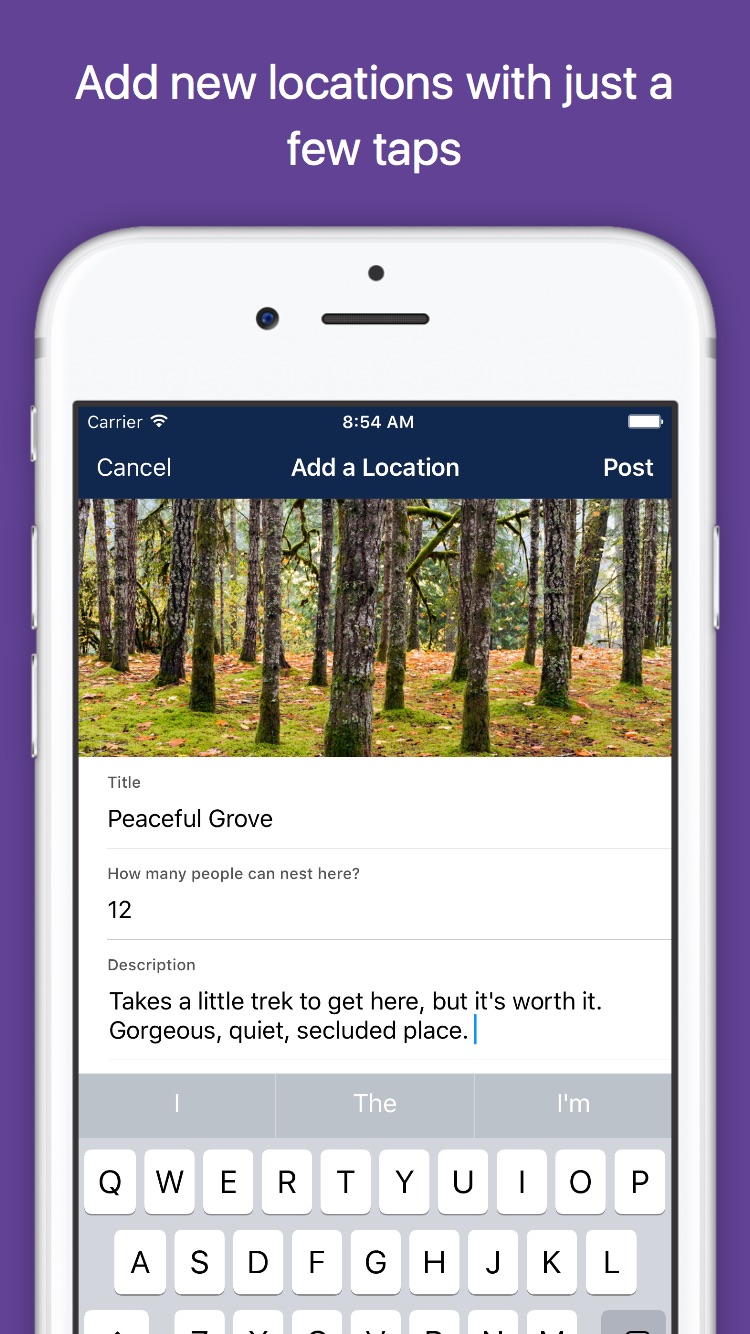 Add new locations with just a
few taps
Carrier 8:54 AM
Cancel Add a Location Post
Title
Peaceful Grove
How many people can nest here?
12
Description
Takes a little trek to get here, but it's worth it.
Gorgeous, quiet, secluded place.
I The I'm
Q W E R T Y U I O P
A S D F G H J K L
Z X C V B N M